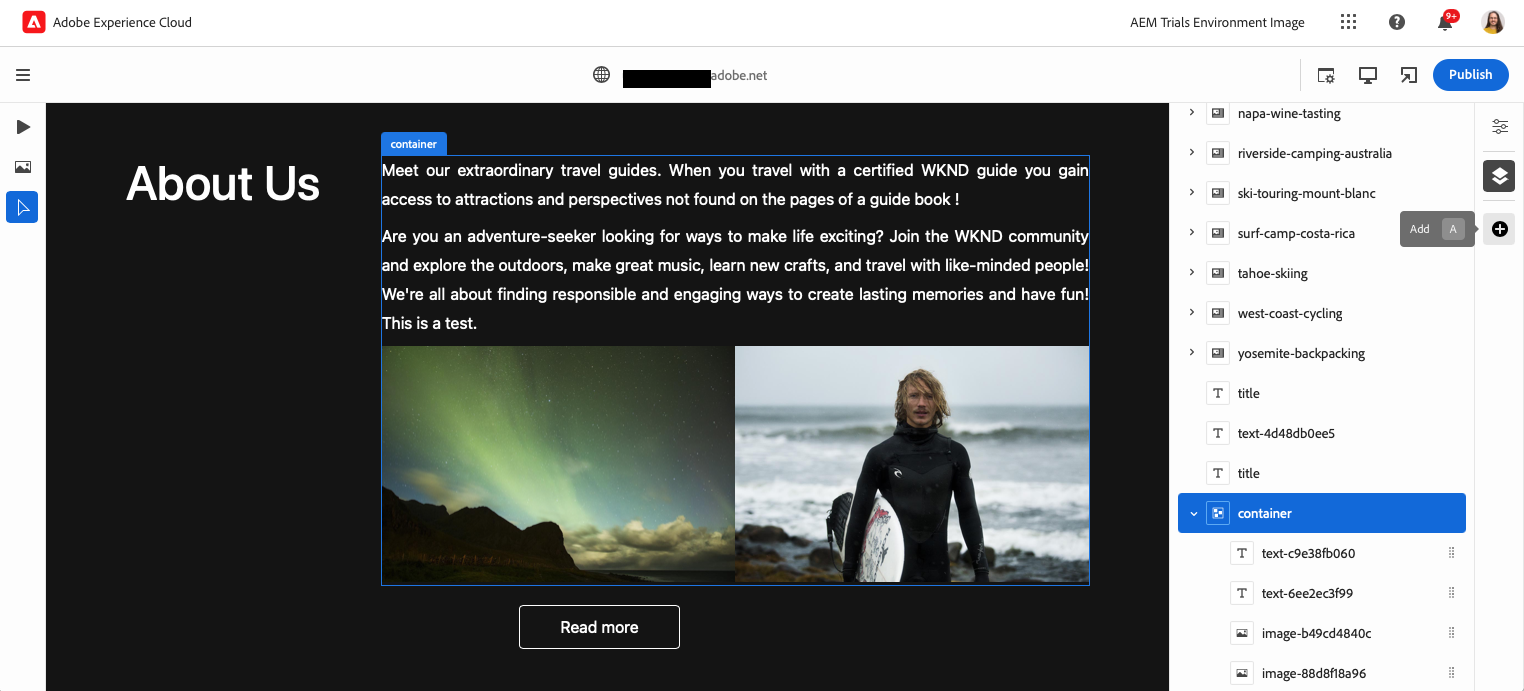 Adobe Experience Cloud
AEM Trials Environment Image
9+
adobe.net
Publish
container
About Us
Meet our extraordinary travel guides. When you travel with a certified WKND guide you gain
access to attractions and perspectives not found on the pages of a guide book !
Are you an adventure-seeker looking for ways to make life exciting? Join the WKND community
and explore the outdoors, make great music, learn new crafts, and travel with like-minded people!
We're all about finding responsible and engaging ways to create lasting memories and have fun!
This is a test.
Read more
napa-wine-tasting
riverside-camping-australia
ski-touring-mount-blanc
surf-camp-costa-rica
Add A
tahoe-skiing
west-coast-cycling
yosemite-backpacking
title
text-4d48db0ee5
title
container
text-c9e38fb060
text-6ee2ec3f99
image-b49cd4840c
image-88d8f18a96